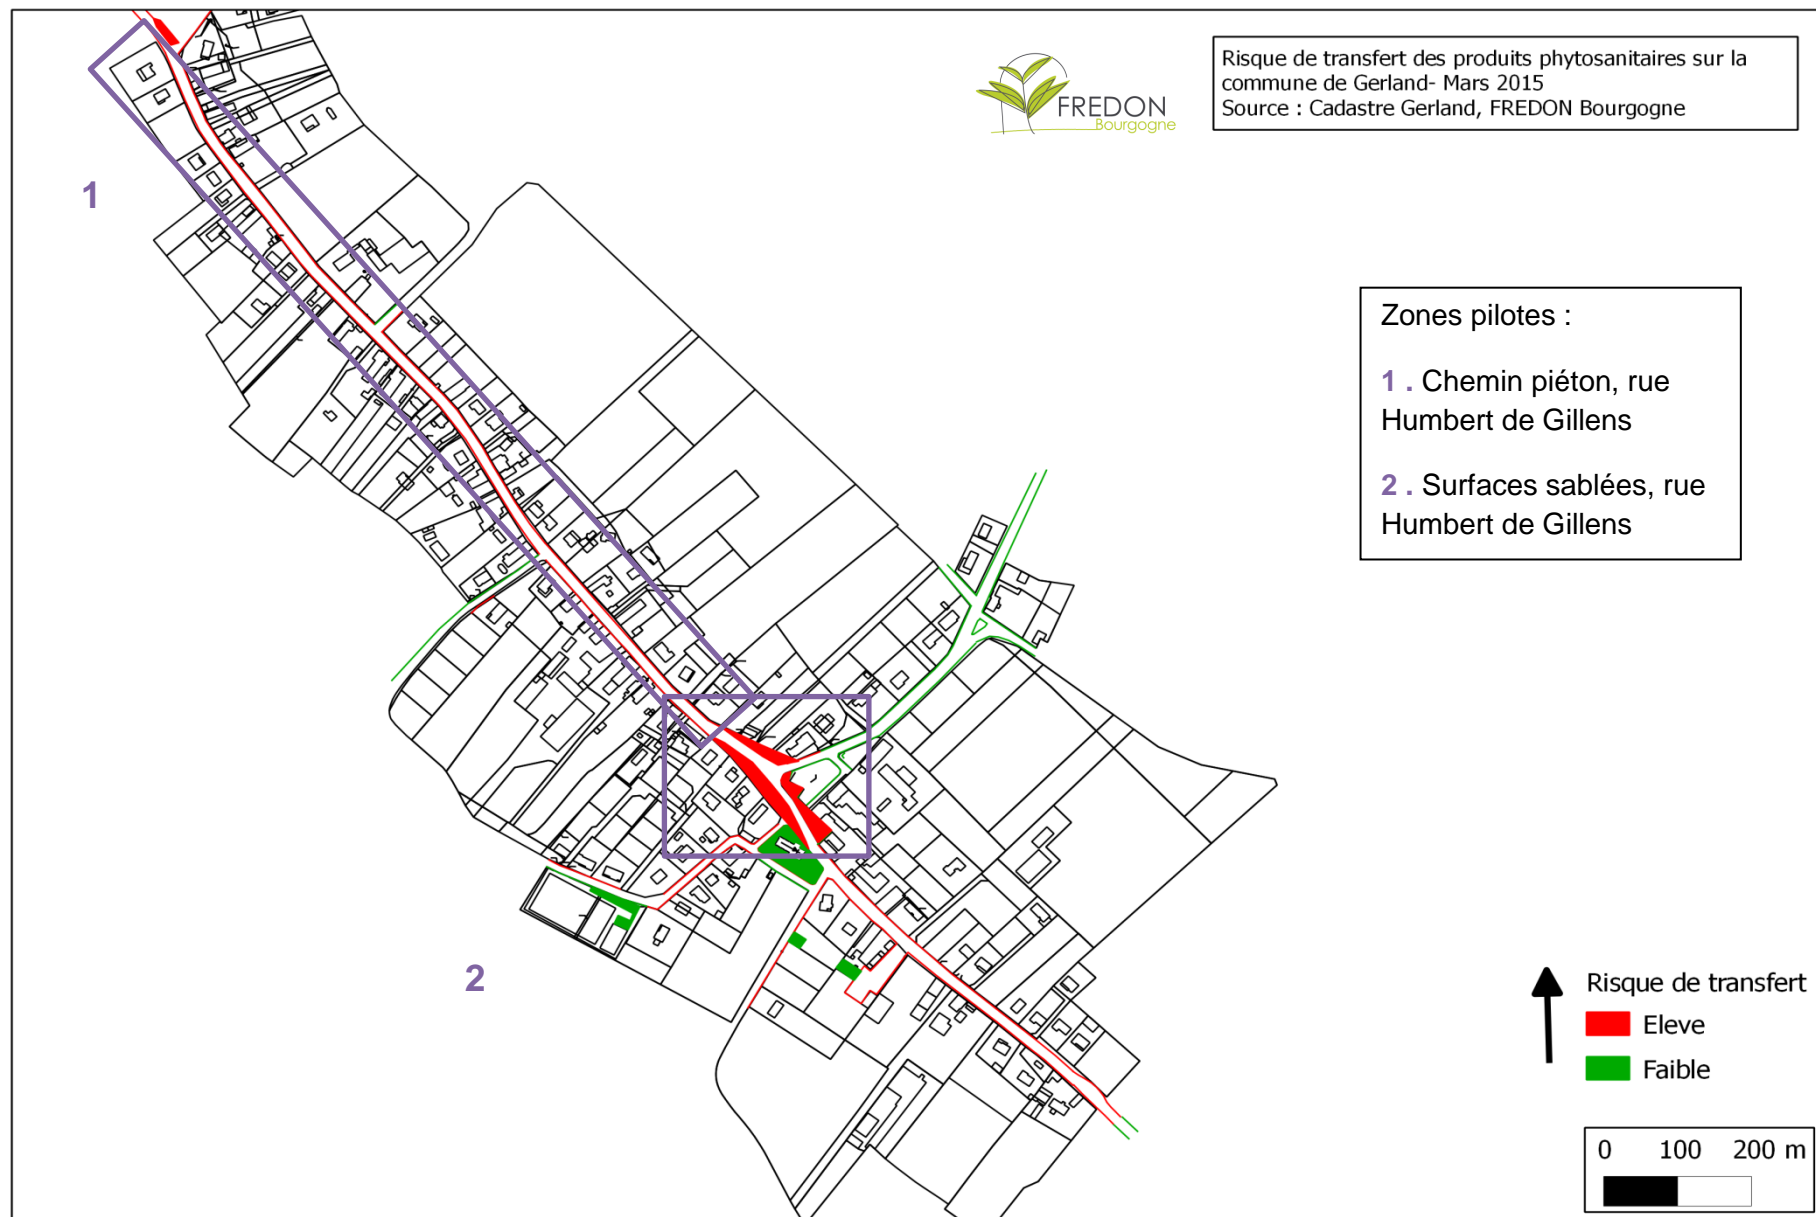 FREDON
Bourgogne
Risque de transfert des produits phytosanitaires sur la
commune de Gerland- Mars 2015
Source : Cadastre Gerland, FREDON Bourgogne
1
Zones pilotes :
1 . Chemin piéton, rue
Humbert de Gillens
2 . Surfaces sablées, rue
Humbert de Gillens
2
Risque de transfert
Eleve
Faible
0 100 200 m